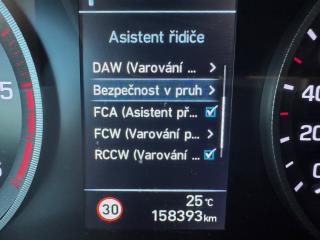 Asistent řidiče
DAW (Varování ...
Bezpečnost v pruh
FCA (Asistent př...
FCW (Varování p...
RCCW (Varování ...
30
25°C
158393km